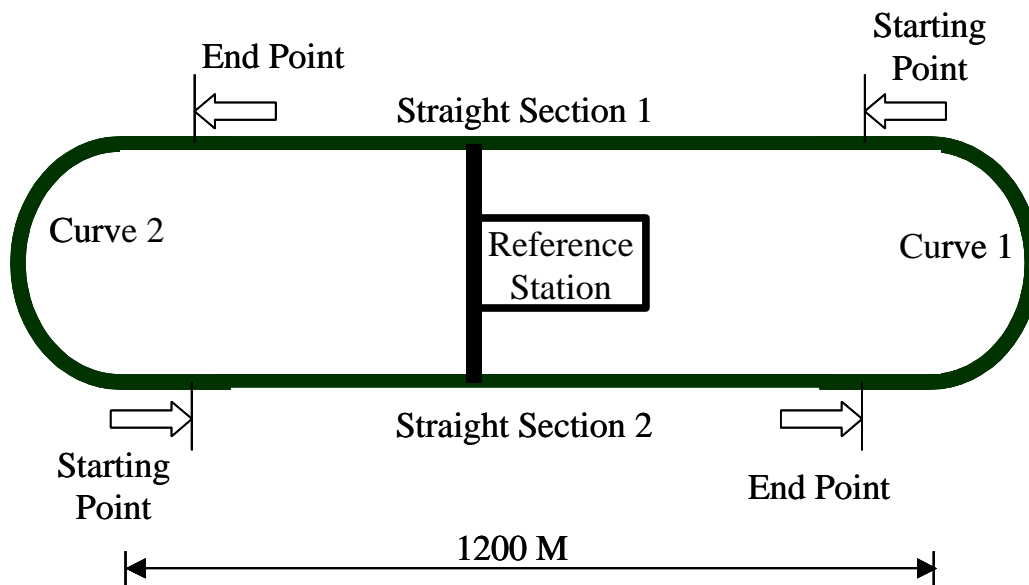 Starting
Point
End Point
Straight Section 1
Curve 2
Reference
Station
Curve 1
Straight Section 2
Starting
Point
End Point
1200 M